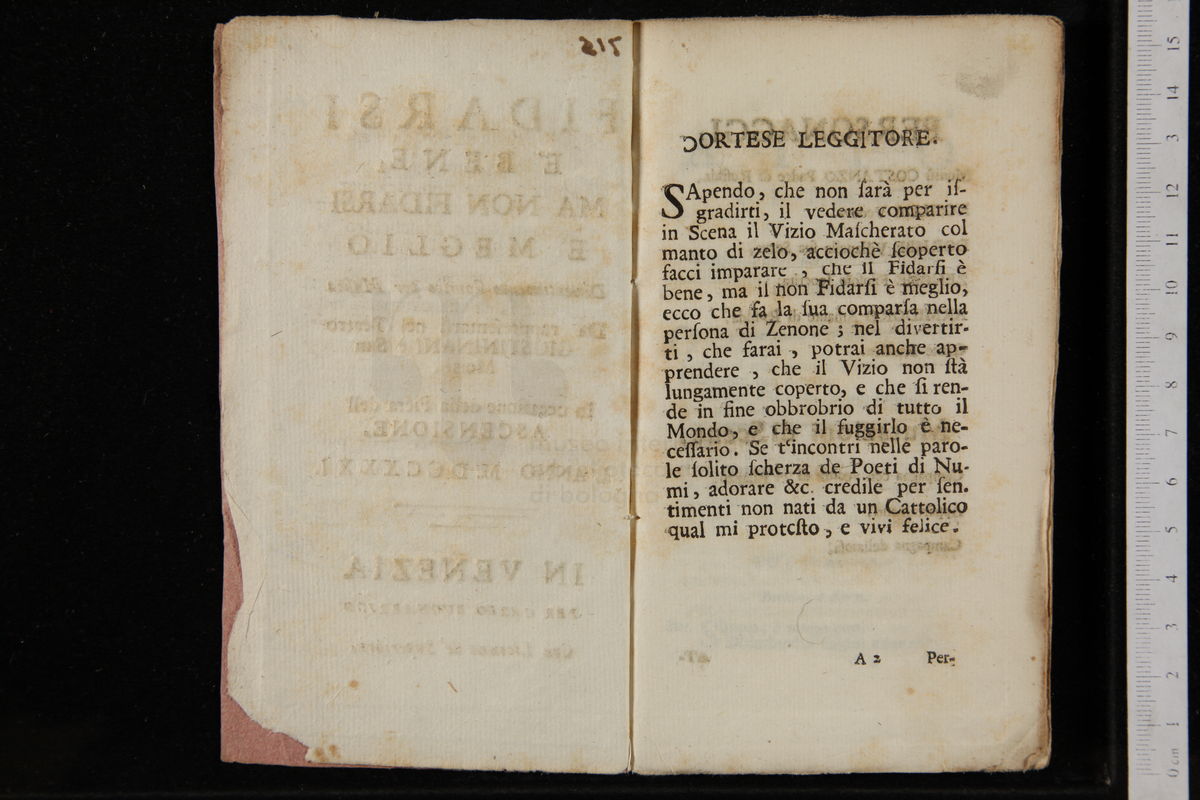 ƆORTESE LEGGITORE.
SApendo, che non ſarà per iſ-
gradirti, il vedere comparire
in Scena il Vizio Maſcherato col
manto di zelo, acciochè ſcoperto
facci imparare , che il Fidarſi è
bene, ma il non Fidarſi è meglio,
ecco che fa la ſua comparſa nella
perſona di Zenone ; nel divertir-
ti , che farai , potrai anche ap-
prendere , che il Vizio non ſtà
lungamente coperto, e che ſi ren-
de in fine obbrobrio di tutto il
Mondo, e che il fuggirlo è ne-
ceſſario. Se t'incontri nelle paro-
le ſolito ſcherza de Poeti di Nu-
mi, adorare &c. credile per ſen.
timenti non nati da un Cattolico
qual mi proteſto, e vivi felice.
A 2 Per-